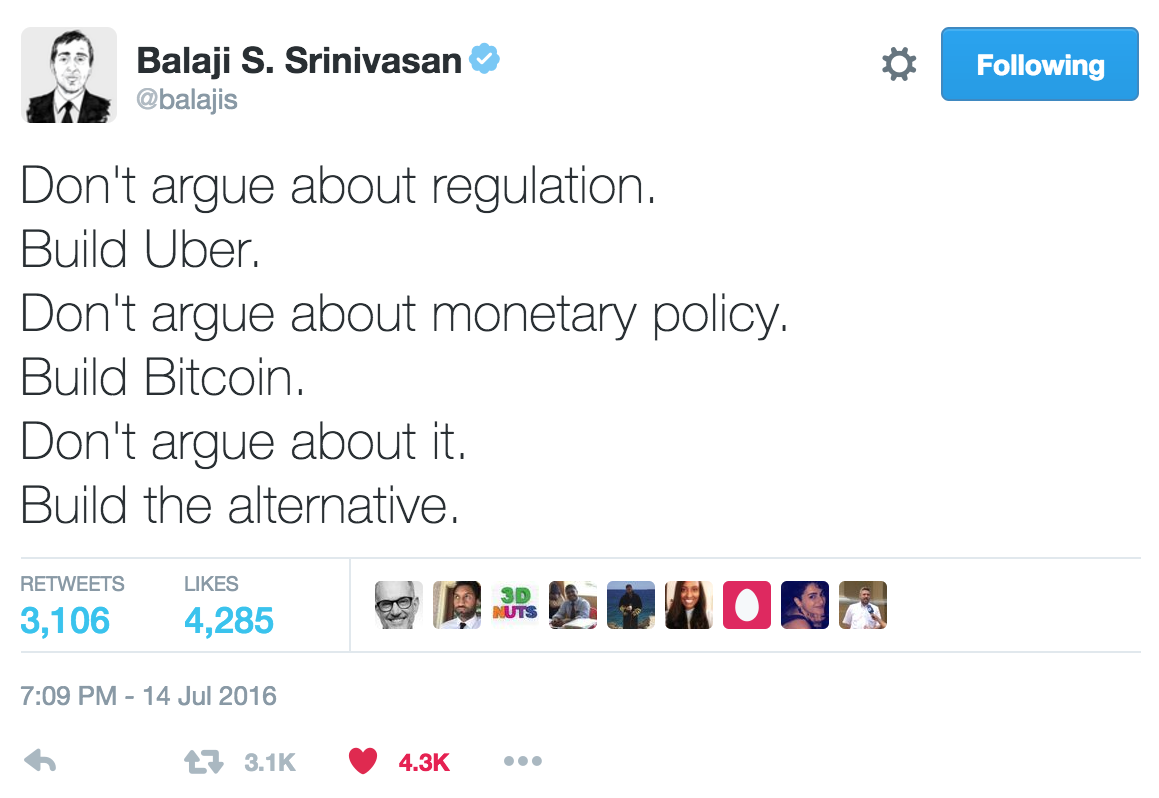 Balaji S. Srinivasan
@balajis
Following
Don't argue about regulation.
Build Uber.
Don't argue about monetary policy.
Build Bitcoin.
Don't argue about it.
Build the alternative.
RETWEETS LIKES
3,106 4,285
3D
NUTS
7:09 PM - 14 Jul 2016
3.1K 4.3K